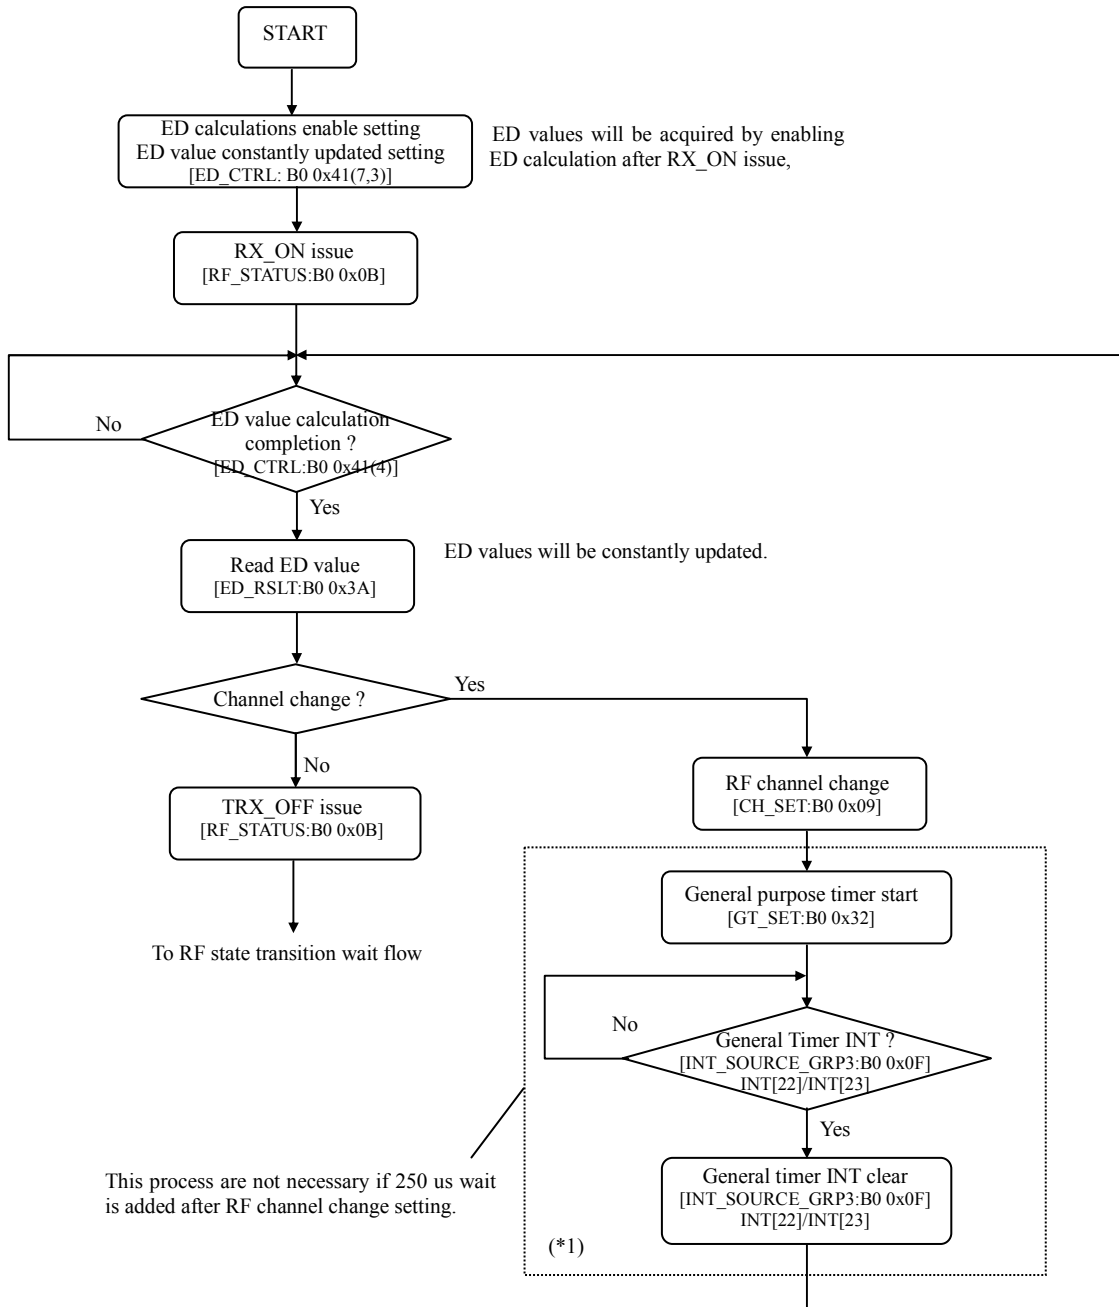 START
ED calculations enable setting
ED value constantly updated setting
[ED_CTRL: B0 0x41(7,3)]
ED values will be acquired by enabling
ED calculation after RX_ON issue,
RX_ON issue
[RF_STATUS:B0 0x0B]
No
ED value calculation
completion ?
[ED_CTRL:B0 0x41(4)]
Yes
Read ED value
[ED_RSLT:B0 0x3A]
ED values will be constantly updated.
Channel change ?
Yes
No
TRX_OFF issue
[RF_STATUS:B0 0x0B]
To RF state transition wait flow
RF channel change
[CH_SET:B0 0x09]
General purpose timer start
[GT_SET:B0 0x32]
No
General Timer INT ?
[INT_SOURCE_GRP3:B0 0x0F]
INT[22]/INT[23]
Yes
General timer INT clear
[INT_SOURCE_GRP3:B0 0x0F]
INT[22]/INT[23]
(*1)
This process are not necessary if 250 us wait
is added after RF channel change setting.